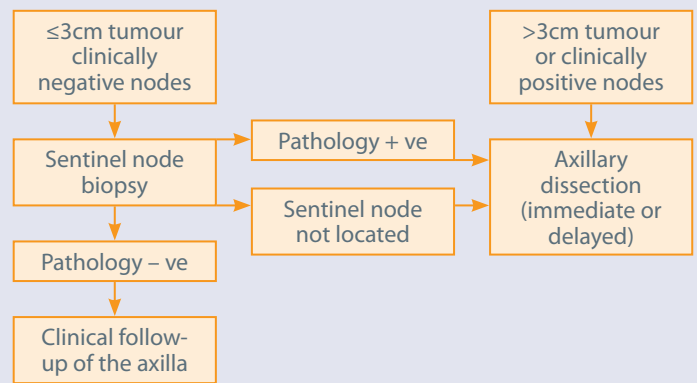 ≤3cm tumour
clinically
negative nodes
>3cm tumour
or clinically
positive nodes
Sentinel node
biopsy
Pathology + ve
Sentinel node
not located
Axillary
dissection
(immediate or
delayed)
Pathology – ve
Clinical follow-
up of the axilla